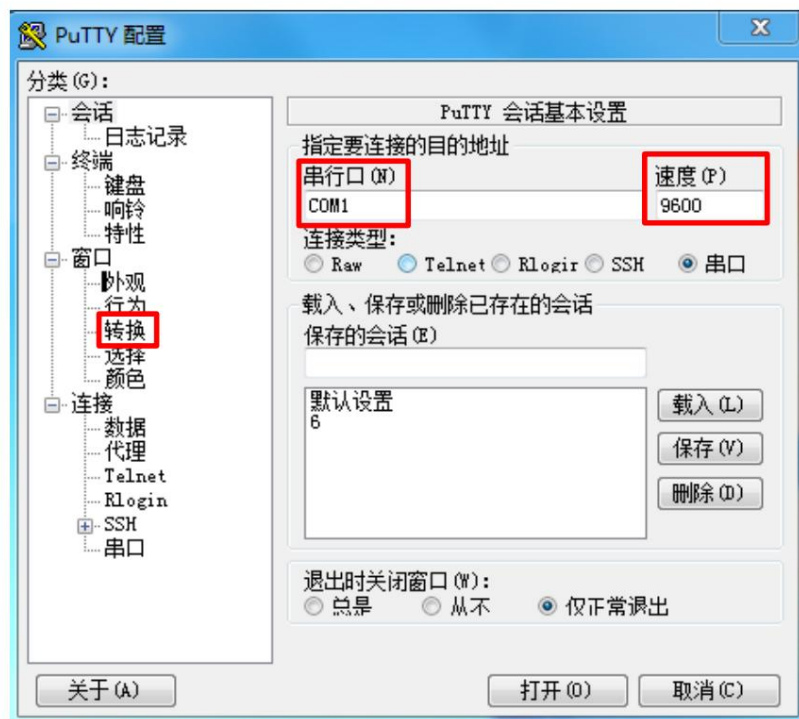 PuTTY 配置
分类(G):
会话
日志记录
终端
键盘
响铃
特性
窗口
外观
行为
转换
选择
颜色
连接
数据
代理
Telnet
Rlogin
SSH
串口
PuTTY 会话基本设置
指定要连接的目的地址
串行口(N) 速度(P)
COM1 9600
连接类型:
Raw Telnet Rlogir SSH 串口
载入、保存或删除已存在的会话
保存的会话(E)
默认设置
6
载入(L)
保存(V)
删除(D)
退出时关闭窗口(W):
总是 从不 仅正常退出
关于(A) 打开(O) 取消(C)